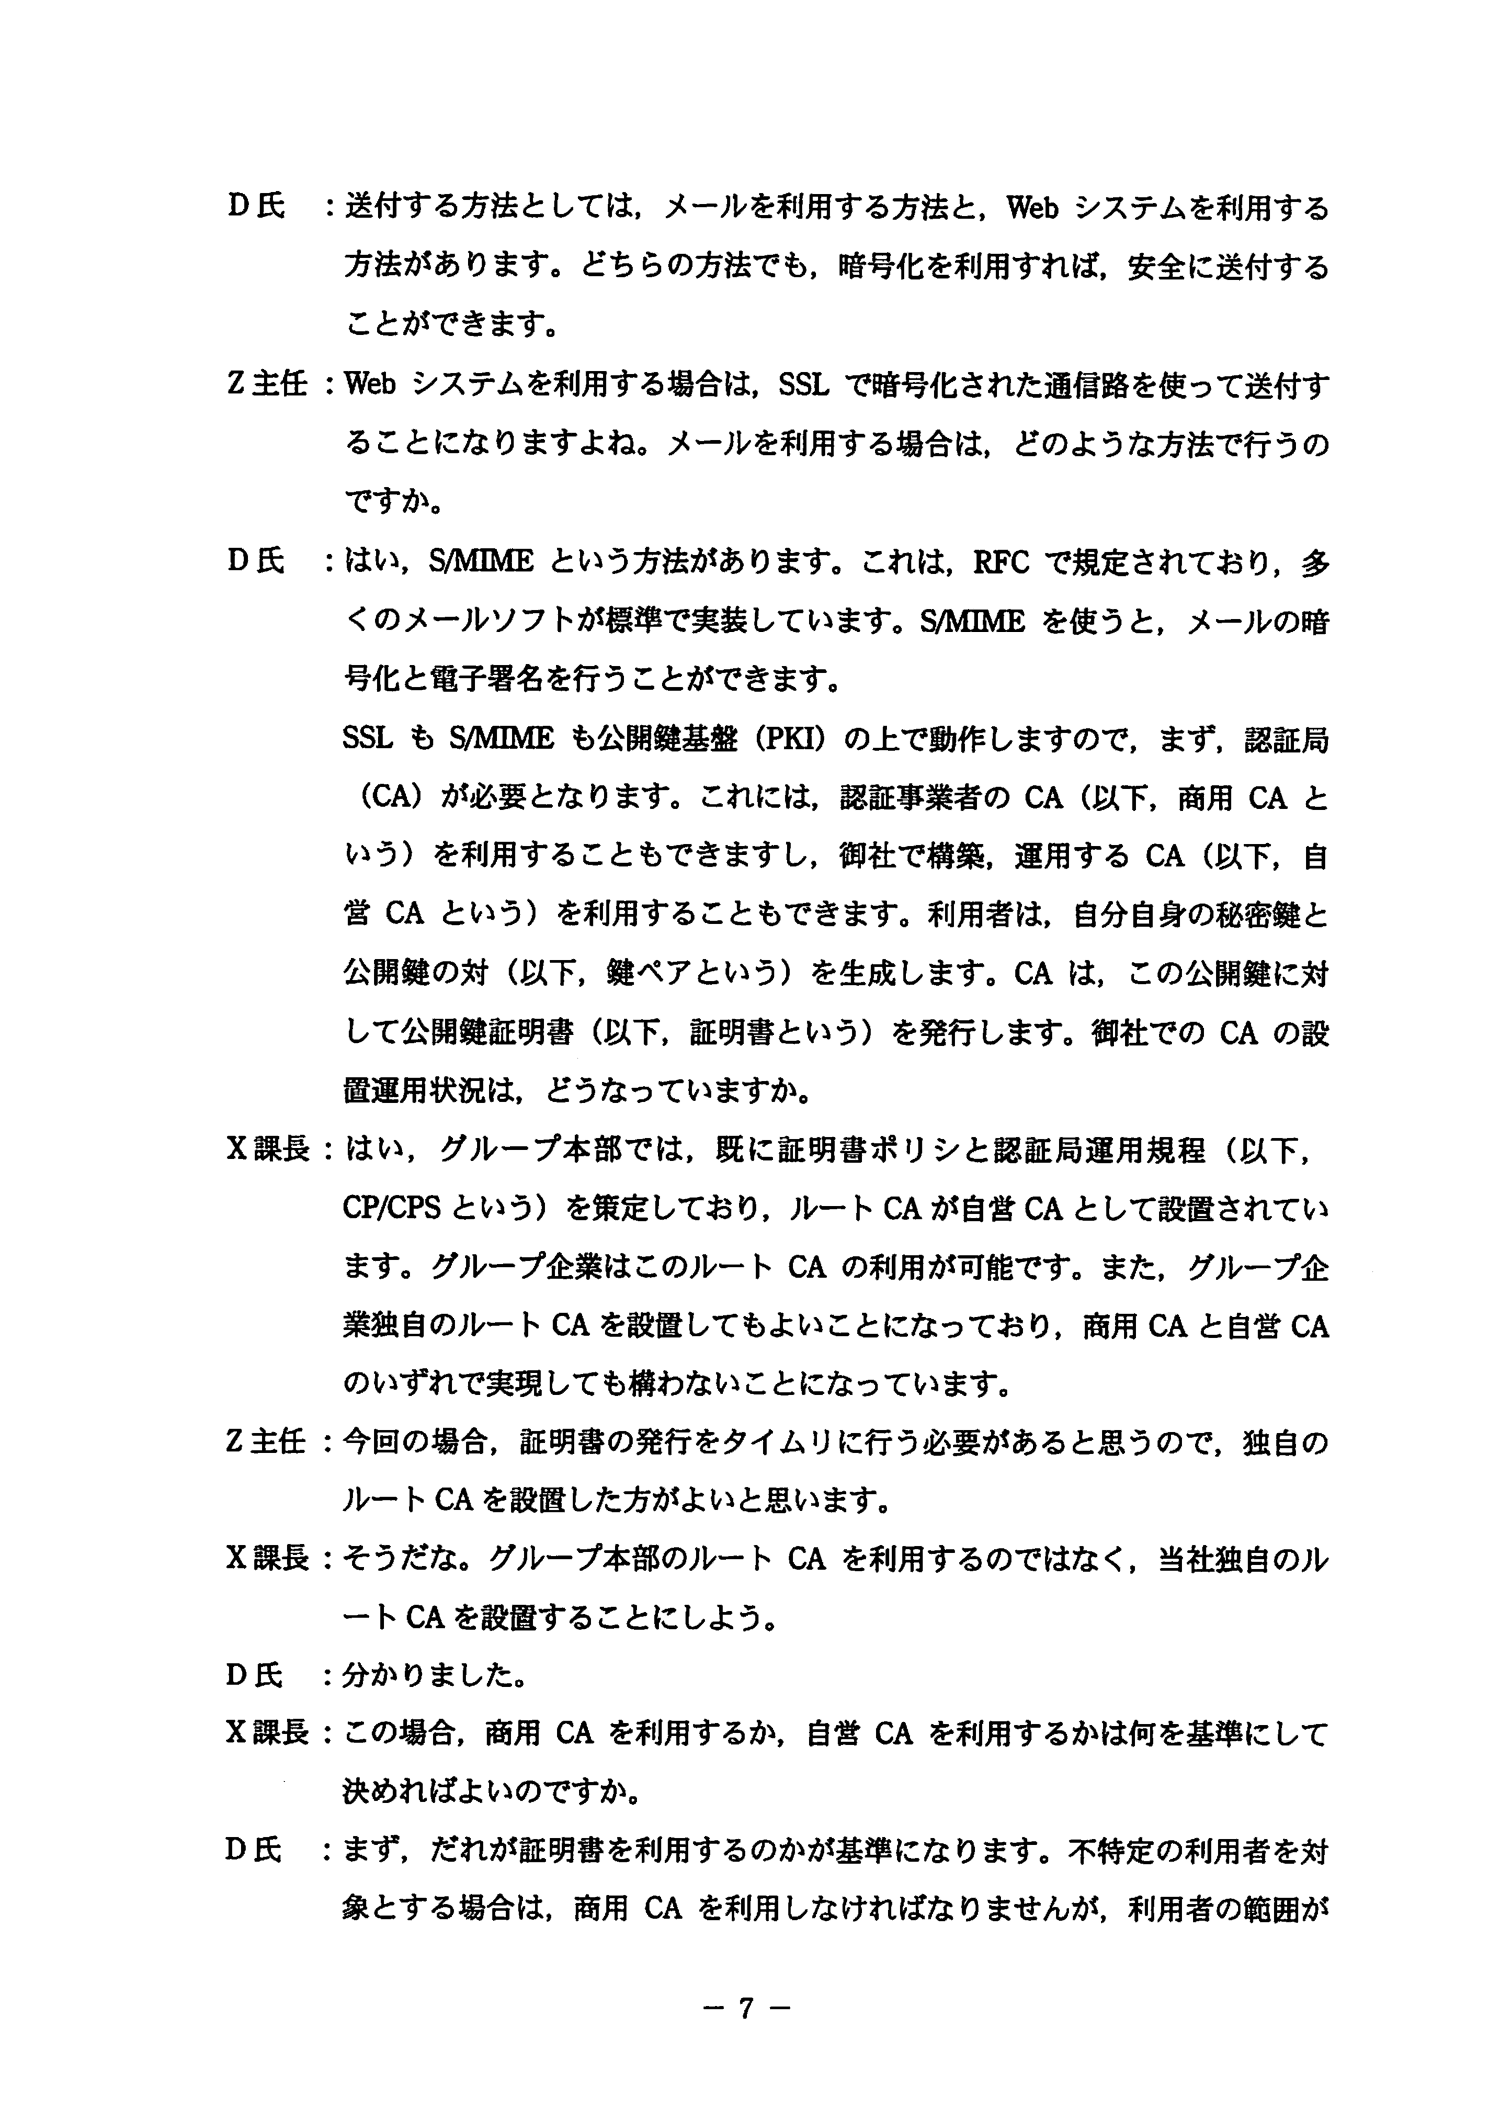 D 氏 ：送付する方法としては，メールを利用する方法と，Web システムを利用する
方法があります。どちらの方法でも，暗号化を利用すれば，安全に送付する
ことができます。
Z 主任 ：Web システムを利用する場合は，SSL で暗号化された通信路を使って送付す
ることになりますよね。メールを利用する場合は，どのような方法で行うの
ですか。
D 氏 ：はい，S/MIME という方法があります。これは，RFC で規定されており，多
くのメールソフトが標準で実装しています。S/MIME を使うと，メールの暗
号化と電子署名を行うことができます。
SSL も S/MIME も公開鍵基盤（PKI）の上で動作しますので，まず，認証局
（CA）が必要となります。これには，認証事業者の CA（以下，商用 CA と
いう）を利用することもできますし，御社で構築，運用する CA（以下，自
営 CA という）を利用することもできます。利用者は，自分自身の秘密鍵と
公開鍵の対（以下，鍵ペアという）を生成します。CA は，この公開鍵に対
して公開鍵証明書（以下，証明書という）を発行します。御社での CA の設
置運用状況は，どうなっていますか。
X 課長：はい，グループ本部では，既に証明書ポリシと認証局運用規程（以下，
CP/CPS という）を策定しており，ルート CA が自営 CA として設置されてい
ます。グループ企業はこのルート CA の利用が可能です。また，グループ企
業独自のルート CA を設置してもよいことになっており，商用 CA と自営 CA
のいずれで実現しても構わないことになっています。
Z 主任 ：今回の場合，証明書の発行をタイムリに行う必要があると思うので，独自の
ルート CA を設置した方がよいと思います。
X 課長：そうだな。グループ本部のルート CA を利用するのではなく，当社独自のル
ート CA を設置することにしよう。
D 氏 ：分かりました。
X 課長：この場合，商用 CA を利用するか，自営 CA を利用するかは何を基準にして
決めればよいのですか。
D 氏 ：まず，だれが証明書を利用するのかが基準になります。不特定の利用者を対
象とする場合は，商用 CA を利用しなければなりませんが，利用者の範囲が
－ 7 －